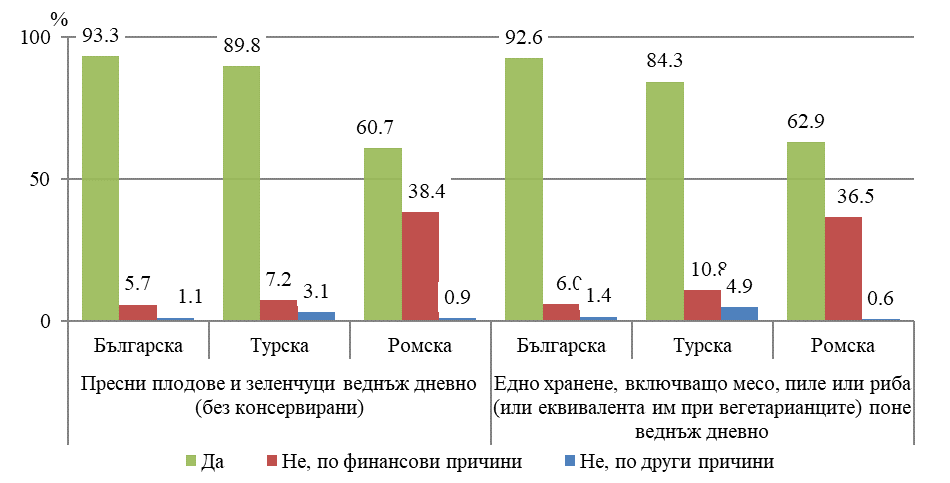 %
100
50
0
93.3
5.7
1.1
89.8
7.2
3.1
60.7
38.4
0.9
92.6
6.0
1.4
84.3
10.8
4.9
62.9
36.5
0.6
Българска
Турска
Ромска
Българска
Турска
Ромска
Пресни плодове и зеленчуци веднъж дневно
(без консервирани)
Едно хранене, включващо месо, пиле или риба
(или еквивалента им при вегетарианците) поне
веднъж дневно
Да
Не, по финансови причини
Не, по други причини